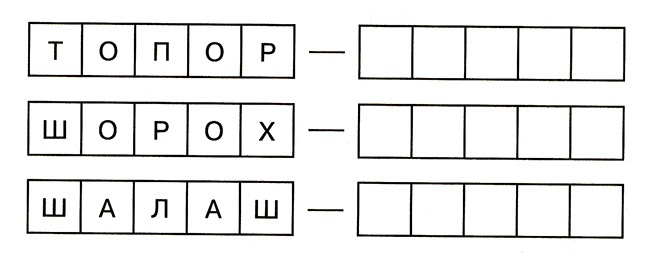 ТОПОР —
ШОРОХ —
ШАЛАШ —